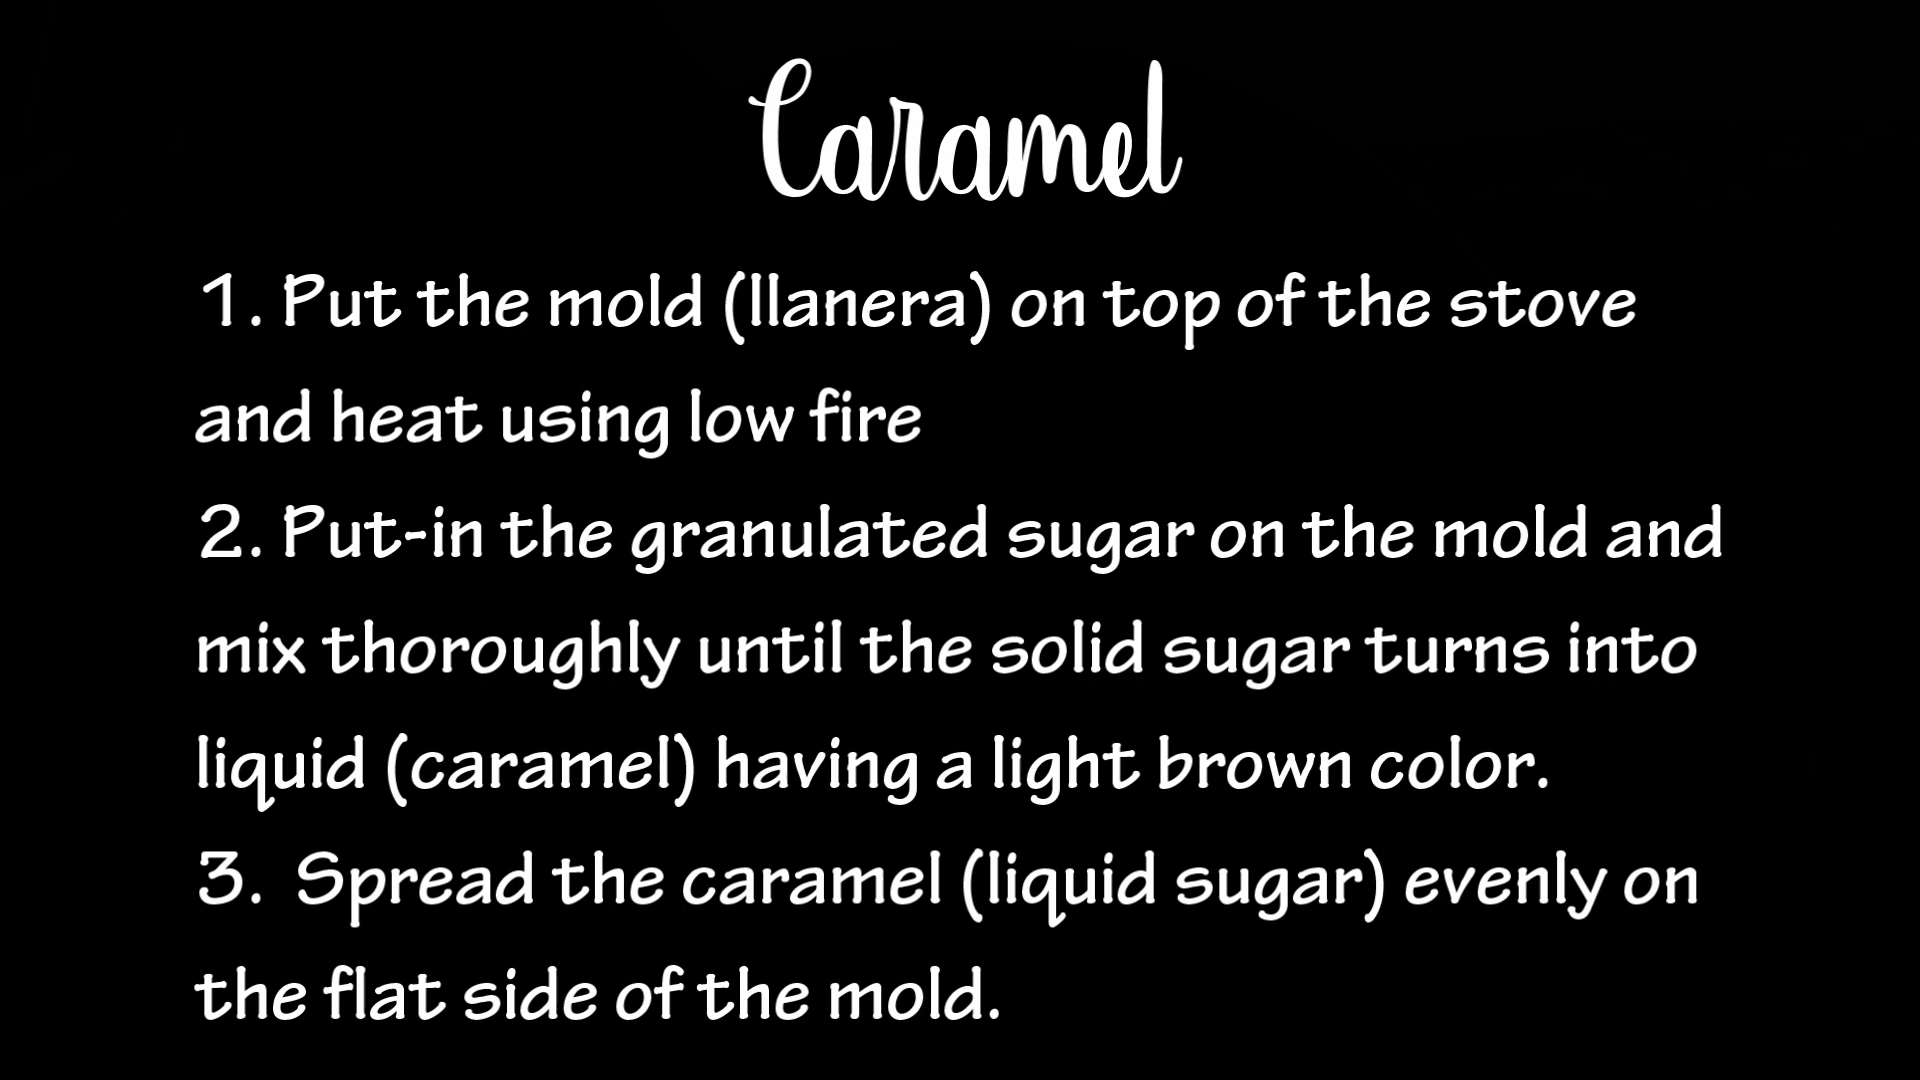 Caramel
1. Put the mold (llanera) on top of the stove
and heat using low fire
2. Put-in the granulated sugar on the mold and
mix thoroughly until the solid sugar turns into
liquid (caramel) having a light brown color.
3. Spread the caramel (liquid sugar) evenly on
the flat side of the mold.